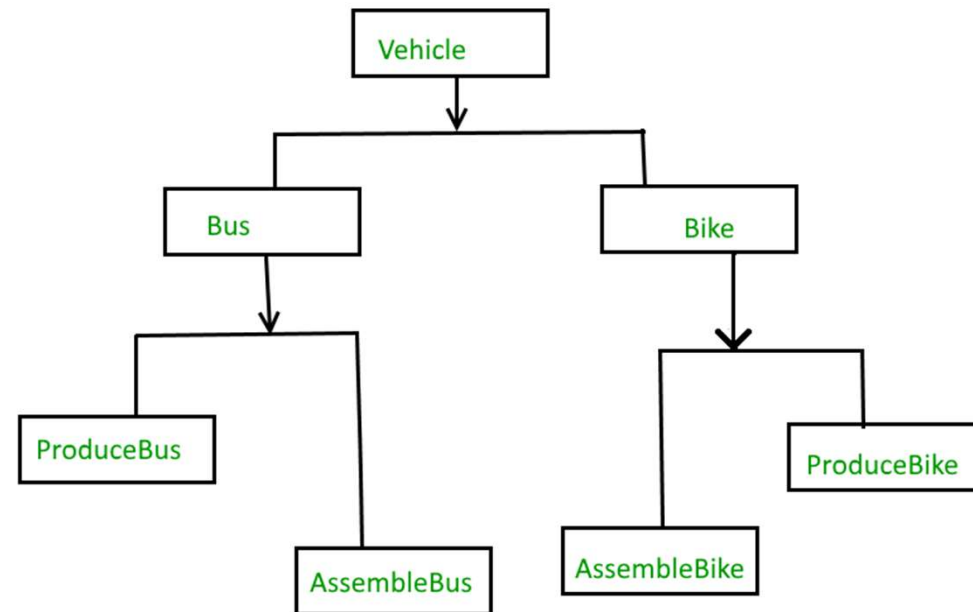 Vehicle
Bus
Bike
ProduceBus
ProduceBike
AssembleBus
AssembleBike